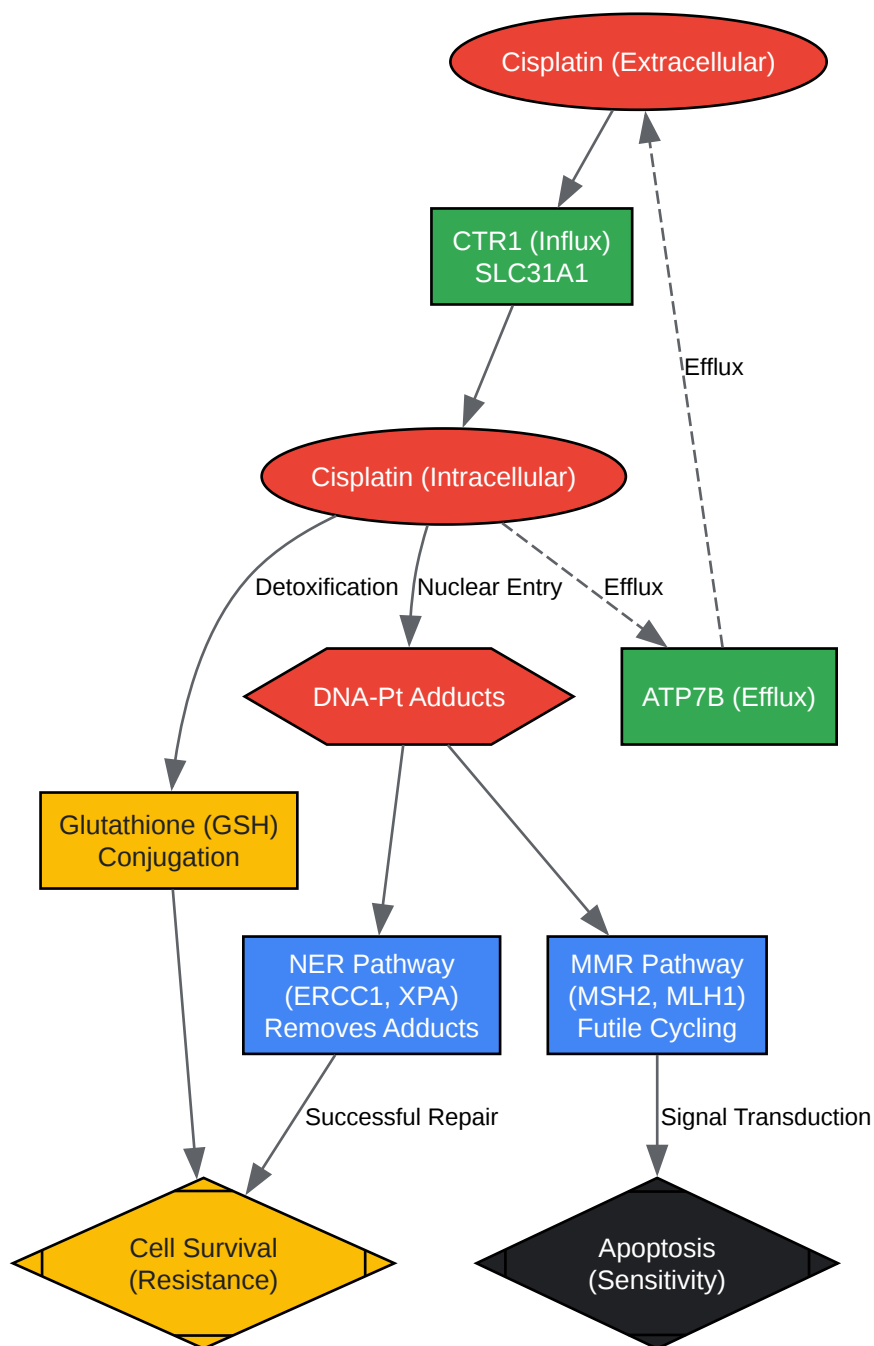 Cisplatin (Extracellular)
CTR1 (Influx)
SLC31A1
Efflux
Cisplatin (Intracellular)
Detoxification
Nuclear Entry
Efflux
DNA-Pt Adducts
ATP7B (Efflux)
Glutathione (GSH)
Conjugation
NER Pathway
(ERCC1, XPA)
Removes Adducts
MMR Pathway
(MSH2, MLH1)
Futile Cycling
Successful Repair
Signal Transduction
Cell Survival
(Resistance)
Apoptosis
(Sensitivity)